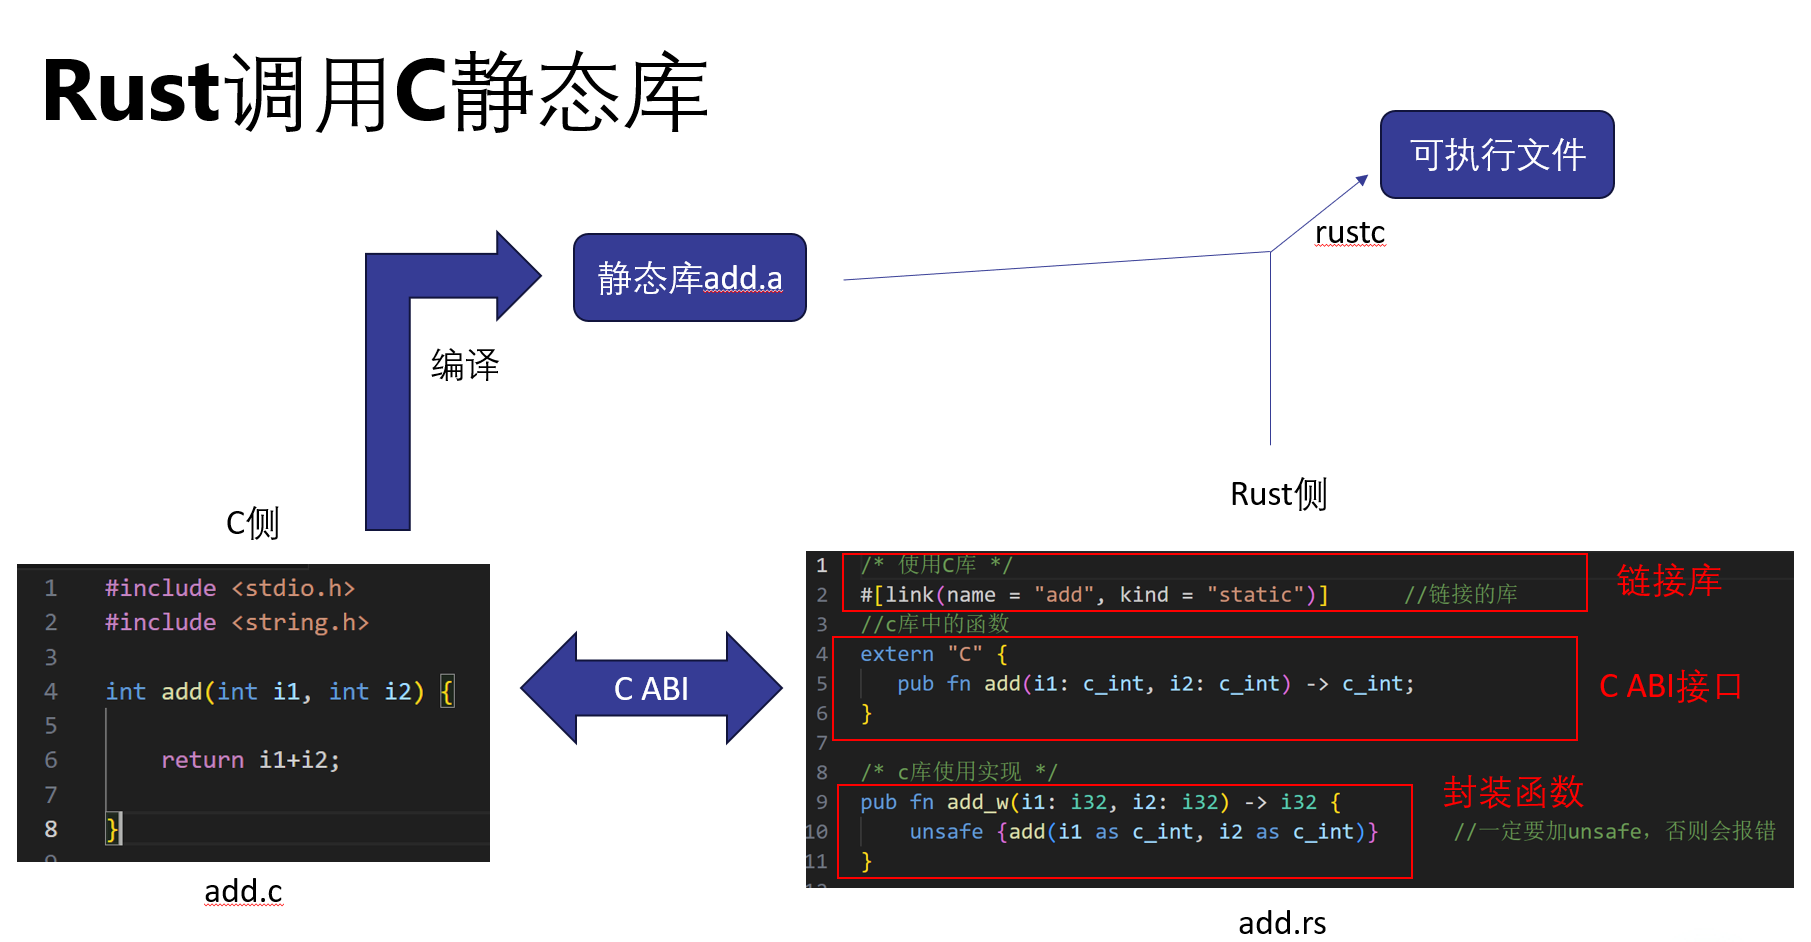 Rust调用C静态库
可执行文件
rustc
静态库add.a
编译
Rust侧
C侧
1 #include <stdio.h>
2 #include <string.h>
3
4 int add(int i1, int i2) {
5
6 return i1+i2;
7
8 }
9
add.c
C ABI
1 /* 使用C库 */
2 #[link(name = "add", kind = "static")] //链接的库
3 //c库中的函数
4 extern "C" {
5 pub fn add(i1: c_int, i2: c_int) -> c_int;
6 }
7
8 /* c库使用实现 */
9 pub fn add_w(i1: i32, i2: i32) -> i32 {
10 unsafe {add(i1 as c_int, i2 as c_int)} //一定要加unsafe，否则会报错
11 }
12
链接库
C ABI接口
封装函数
add.rs